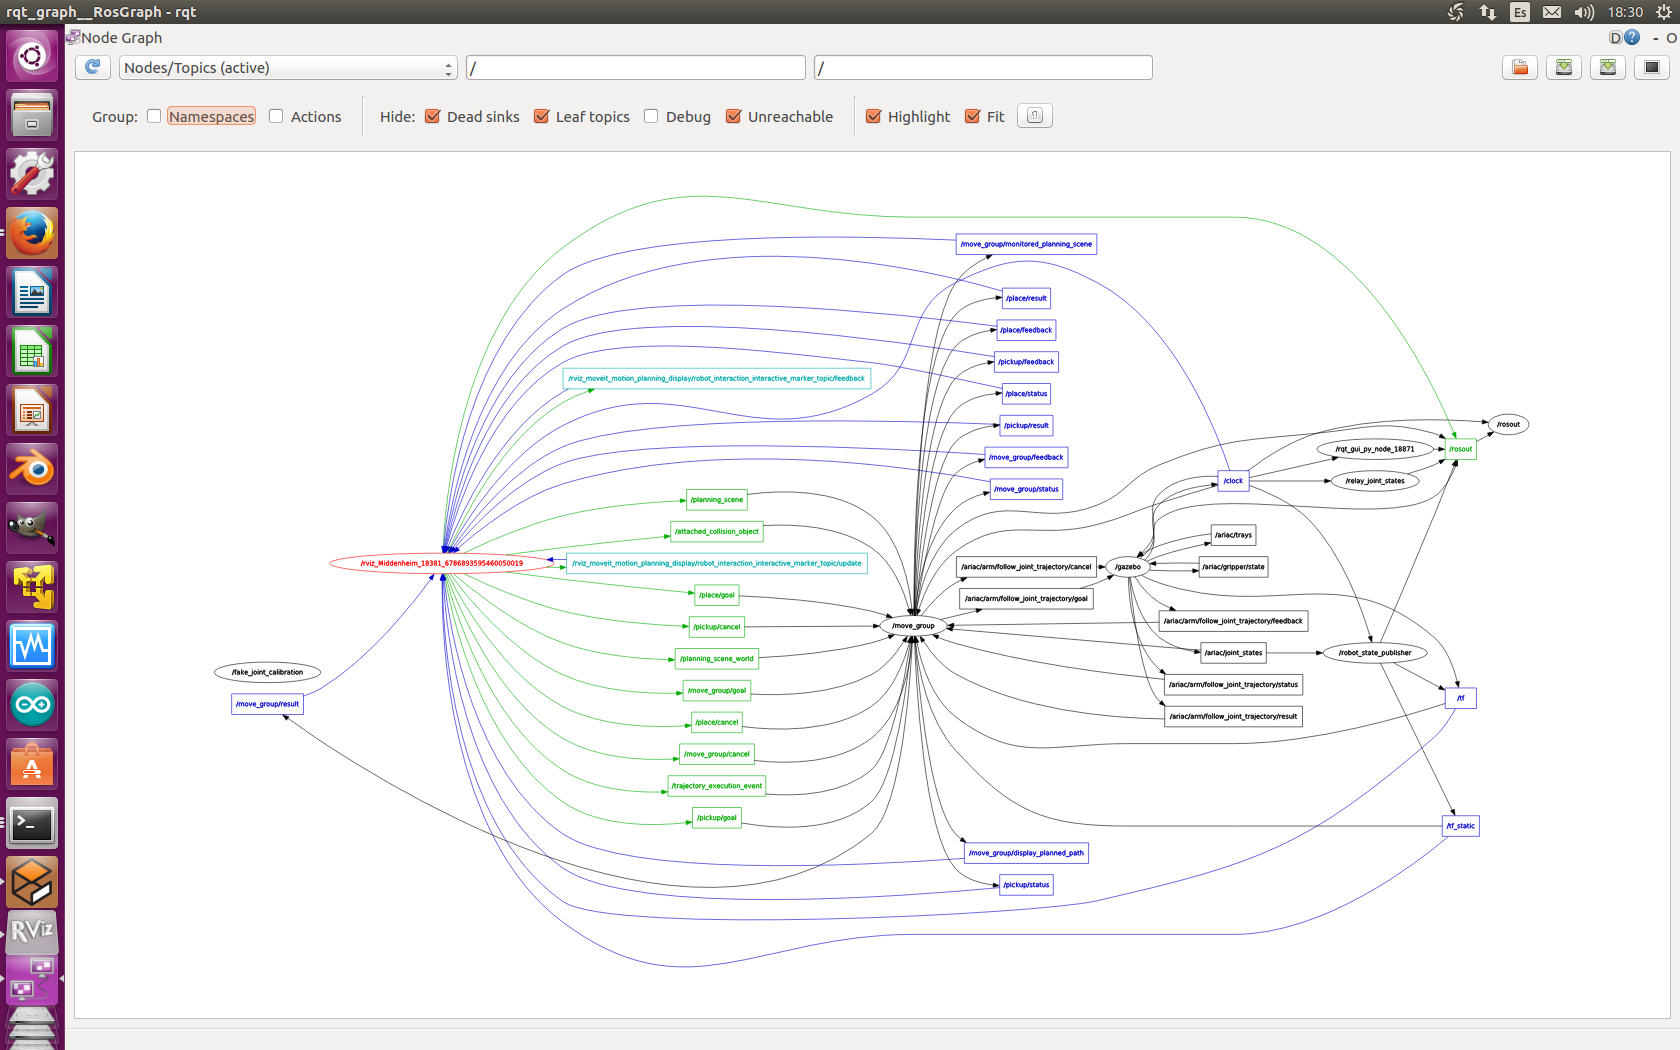 rqt_graph__RosGraph - rqt
Es
18:30
Node Graph
D
- O
Nodes/Topics (active)
/
/
Group:
Namespaces
Actions
Hide:
Dead sinks
Leaf topics
Debug
Unreachable
Highlight
Fit
/move_group/monitored_planning_scene
/place/result
/place/feedback
/pickup/feedback
/rviz_moveit_motion_planning_display/robot_interaction_interactive_marker_topic/feedback
/place/status
/pickup/result
/rosout
/rqt_gui_py_node_18871
/rosout
/move_group/feedback
/clock
/relay_joint_states
/move_group/status
/planning_scene
/attached_collision_object
/ariac/trays
/rviz_Middenheim_18381_6786893595460050019
/rviz_moveit_motion_planning_display/robot_interaction_interactive_marker_topic/update
/ariac/arm/follow_joint_trajectory/cancel
/gazebo
/ariac/gripper/state
/place/goal
/ariac/arm/follow_joint_trajectory/goal
/pickup/cancel
/move_group
/ariac/arm/follow_joint_trajectory/feedback
/planning_scene_world
/ariac/joint_states
/robot_state_publisher
/fake_joint_calibration
/move_group/goal
/ariac/arm/follow_joint_trajectory/status
/tf
/move_group/result
/place/cancel
/ariac/arm/follow_joint_trajectory/result
/move_group/cancel
/trajectory_execution_event
/pickup/goal
/tf_static
/move_group/display_planned_path
/pickup/status
RViz